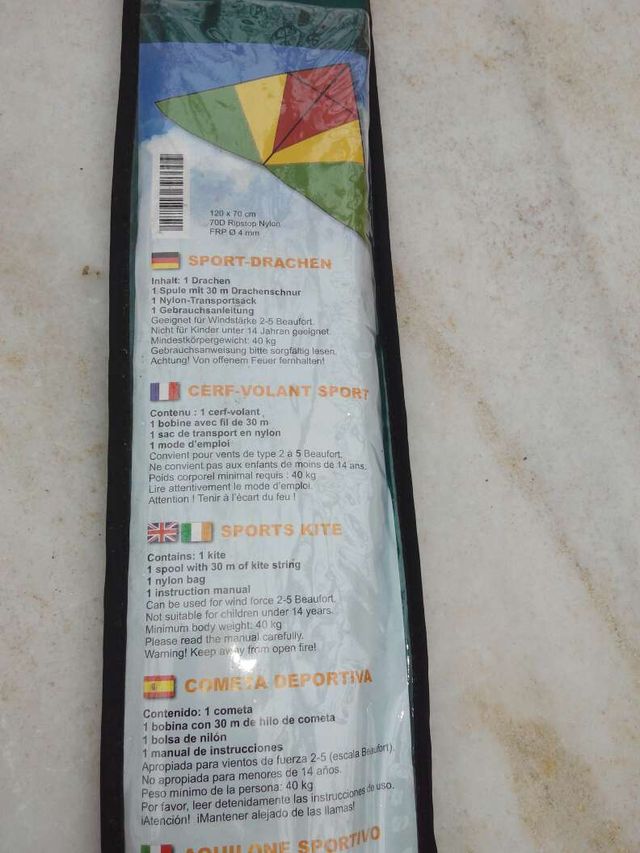 120 x 70 cm
70D Ripstop Nylon
FRP Ø 4 mm
SPORT-DRACHEN
Inhalt: 1 Drachen
1 Spule mit 30 m Drachenschnur
1 Nylon-Transportsack
1 Gebrauchsanleitung
Geeignet für Windstärke 2-5 Beaufort.
Nicht für Kinder unter 14 Jahren geeignet.
Mindestkörpergewicht: 40 kg
Gebrauchsanweisung bitte sorgfältig lesen.
Achtung! Von offenem Feuer fernhalten!
CERF-VOLANT SPORT
Contenu : 1 cerf-volant
1 bobine avec fil de 30 m
1 sac de transport en nylon
1 mode d'emploi
Convient pour vents de type 2 à 5 Beaufort.
Ne convient pas aux enfants de moins de 14 ans.
Poids corporel minimal requis : 40 kg
Lire attentivement le mode d'emploi.
Attention ! Tenir à l'écart du feu !
SPORTS KITE
Contains: 1 kite
1 spool with 30 m of kite string
1 nylon bag
1 instruction manual
Can be used for wind force 2-5 Beaufort.
Not suitable for children under 14 years.
Minimum body weight: 40 kg
Please read the manual carefully.
Warning! Keep away from open fire!
COMETA DEPORTIVA
Contenido: 1 cometa
1 bobina con 30 m de hilo de cometa
1 bolsa de nilón
1 manual de instrucciones
Apropiada para vientos de fuerza 2-5 (escala Beaufort).
No apropiada para menores de 14 años.
Peso mínimo de la persona: 40 kg
Por favor, leer detenidamente las instrucciones de uso.
¡Atención! ¡Mantener alejado de las llamas!
AQUILONE SPORTIVO